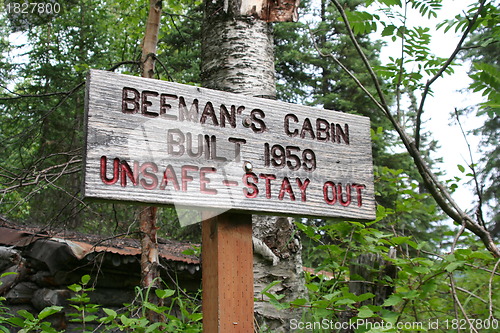 BEEMAN'S CABIN
BUILT 1959
UNSAFE-STAY OUT